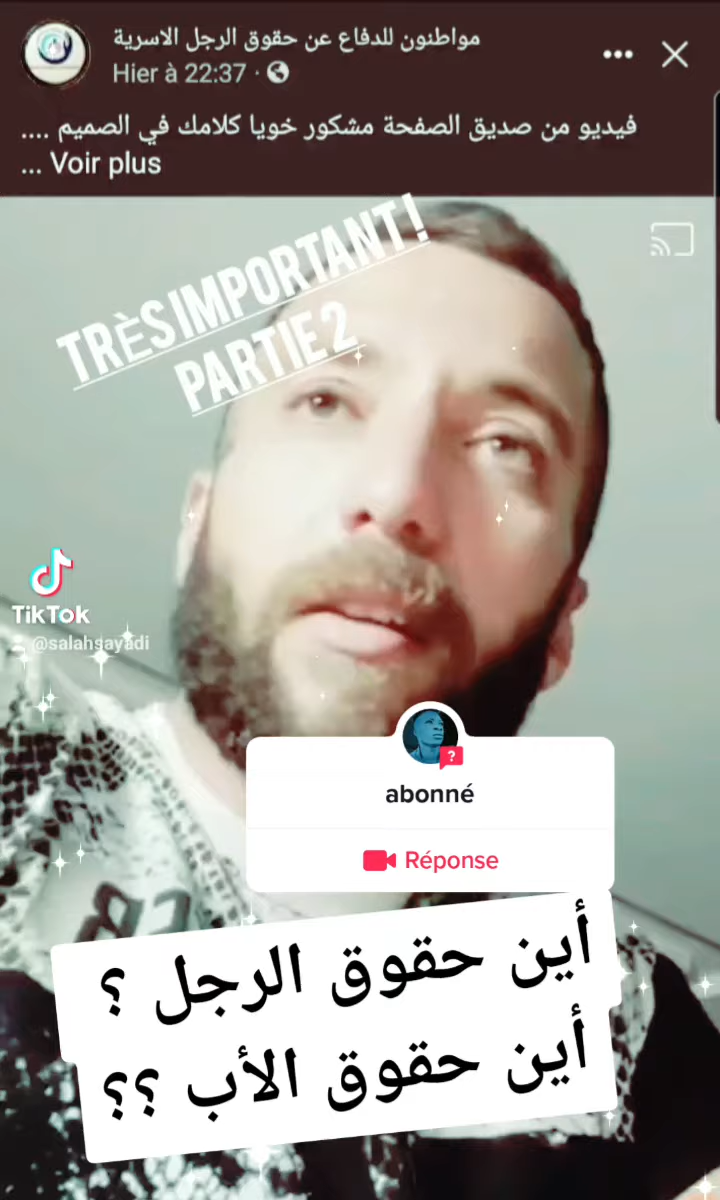 مواطنون للدفاع عن حقوق الرجل الاسرية
Hier à 22:37 ·
فيديو من صديق الصفحة مشكور خويا كلامك في الصميم ....
... Voir plus
TRÈS IMPORTANT!
PARTIE 2
TikTok
@salahsayadi
?
abonné
Réponse
أين حقوق الرجل ؟
أين حقوق الأب ؟؟